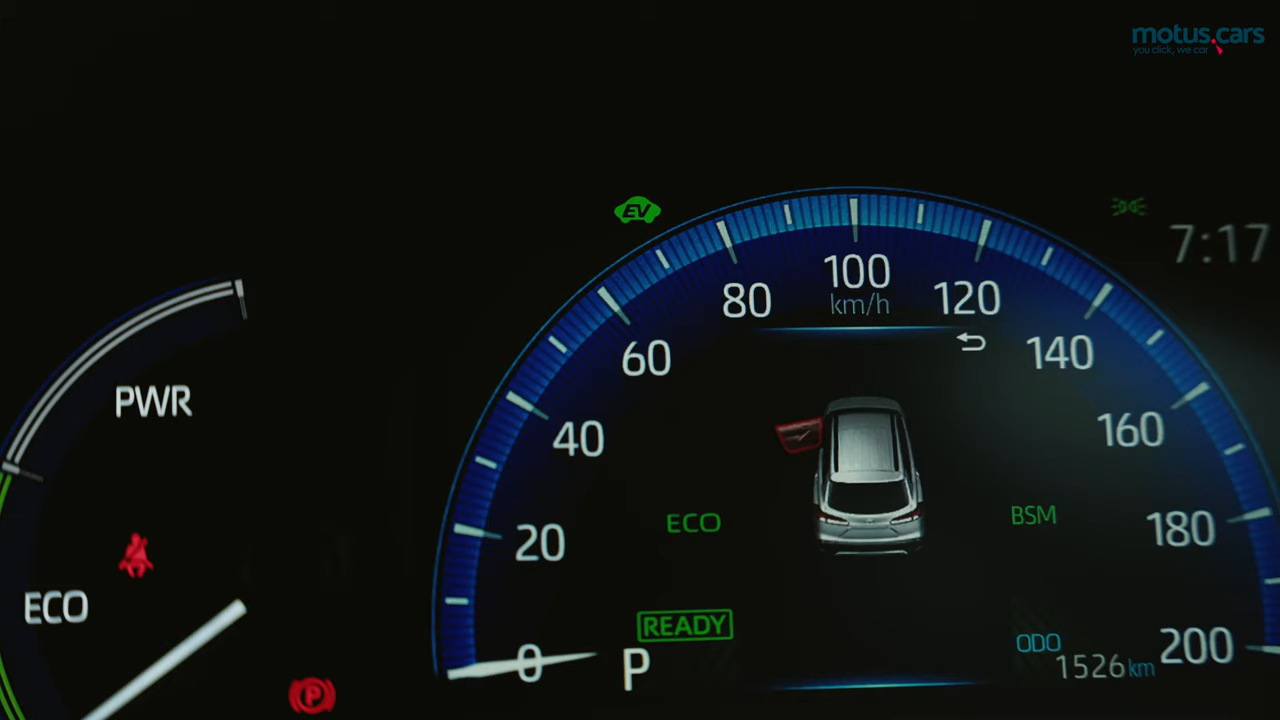 motus.cars
you click, we car
EV
7:17
100
km/h
80
120
60
140
PWR
40
160
ECO
BSM
20
180
ECO
READY
0
P
ODO
1526 km
200
P